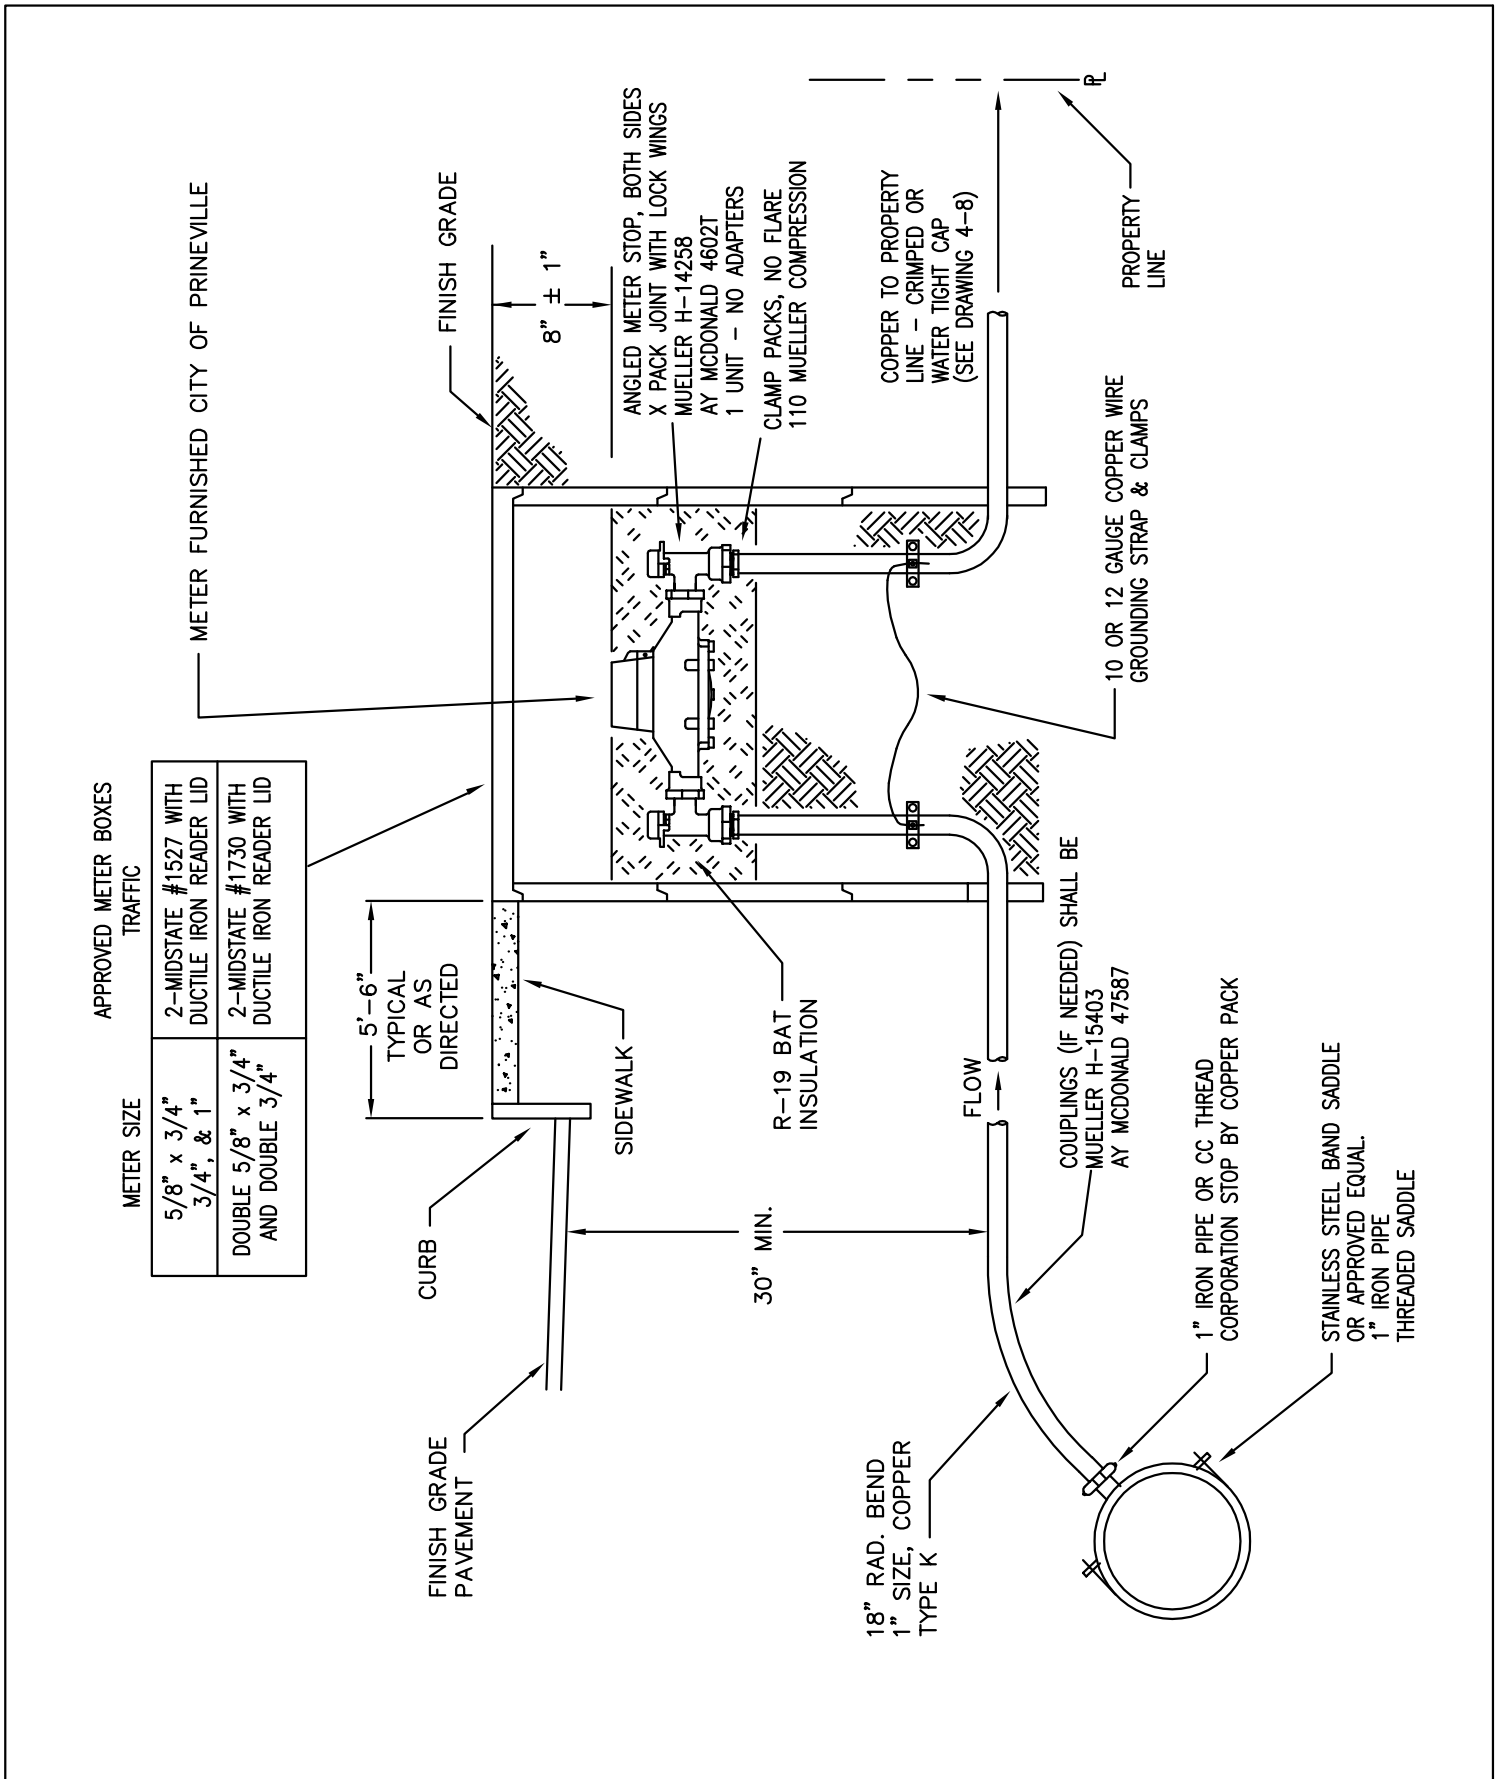 APPROVED METER BOXES
METER SIZE
TRAFFIC
5/8" x 3/4"
3/4", & 1"
2-MIDSTATE #1527 WITH
DUCTILE IRON READER LID
DOUBLE 5/8" x 3/4"
AND DOUBLE 3/4"
2-MIDSTATE #1730 WITH
DUCTILE IRON READER LID
METER FURNISHED CITY OF PRINEVILLE
FINISH GRADE
PAVEMENT
CURB
5'-6"
TYPICAL
OR AS
DIRECTED
SIDEWALK
FINISH GRADE
8" ± 1"
ANGLED METER STOP, BOTH SIDES
X PACK JOINT WITH LOCK WINGS
MUELLER H-14258
AY MCDONALD 4602T
1 UNIT - NO ADAPTERS
CLAMP PACKS, NO FLARE
110 MUELLER COMPRESSION
30" MIN.
R-19 BAT
INSULATION
COPPER TO PROPERTY
LINE - CRIMPED OR
WATER TIGHT CAP
(SEE DRAWING 4-8)
PL
PROPERTY
LINE
18" RAD. BEND
1" SIZE, COPPER
TYPE K
FLOW
COUPLINGS (IF NEEDED) SHALL BE
MUELLER H-15403
AY MCDONALD 47587
10 OR 12 GAUGE COPPER WIRE
GROUNDING STRAP & CLAMPS
1" IRON PIPE OR CC THREAD
CORPORATION STOP BY COPPER PACK
STAINLESS STEEL BAND SADDLE
OR APPROVED EQUAL.
1" IRON PIPE
THREADED SADDLE